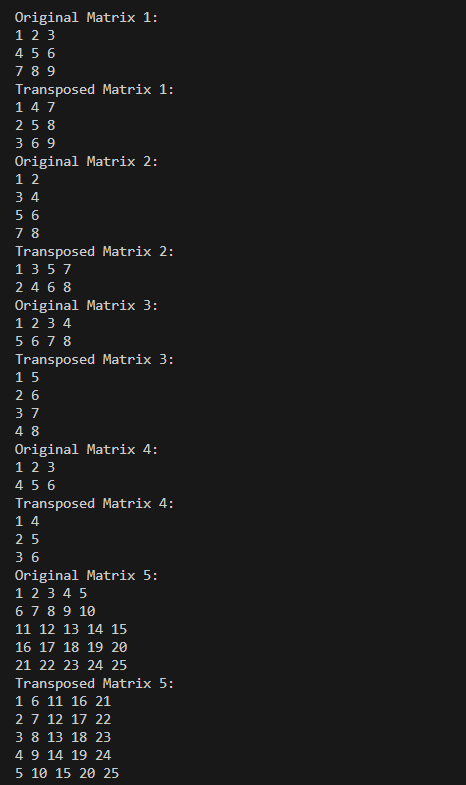 Original Matrix 1:
1 2 3
4 5 6
7 8 9
Transposed Matrix 1:
1 4 7
2 5 8
3 6 9
Original Matrix 2:
1 2
3 4
5 6
7 8
Transposed Matrix 2:
1 3 5 7
2 4 6 8
Original Matrix 3:
1 2 3 4
5 6 7 8
Transposed Matrix 3:
1 5
2 6
3 7
4 8
Original Matrix 4:
1 2 3
4 5 6
Transposed Matrix 4:
1 4
2 5
3 6
Original Matrix 5:
1 2 3 4 5
6 7 8 9 10
11 12 13 14 15
16 17 18 19 20
21 22 23 24 25
Transposed Matrix 5:
1 6 11 16 21
2 7 12 17 22
3 8 13 18 23
4 9 14 19 24
5 10 15 20 25